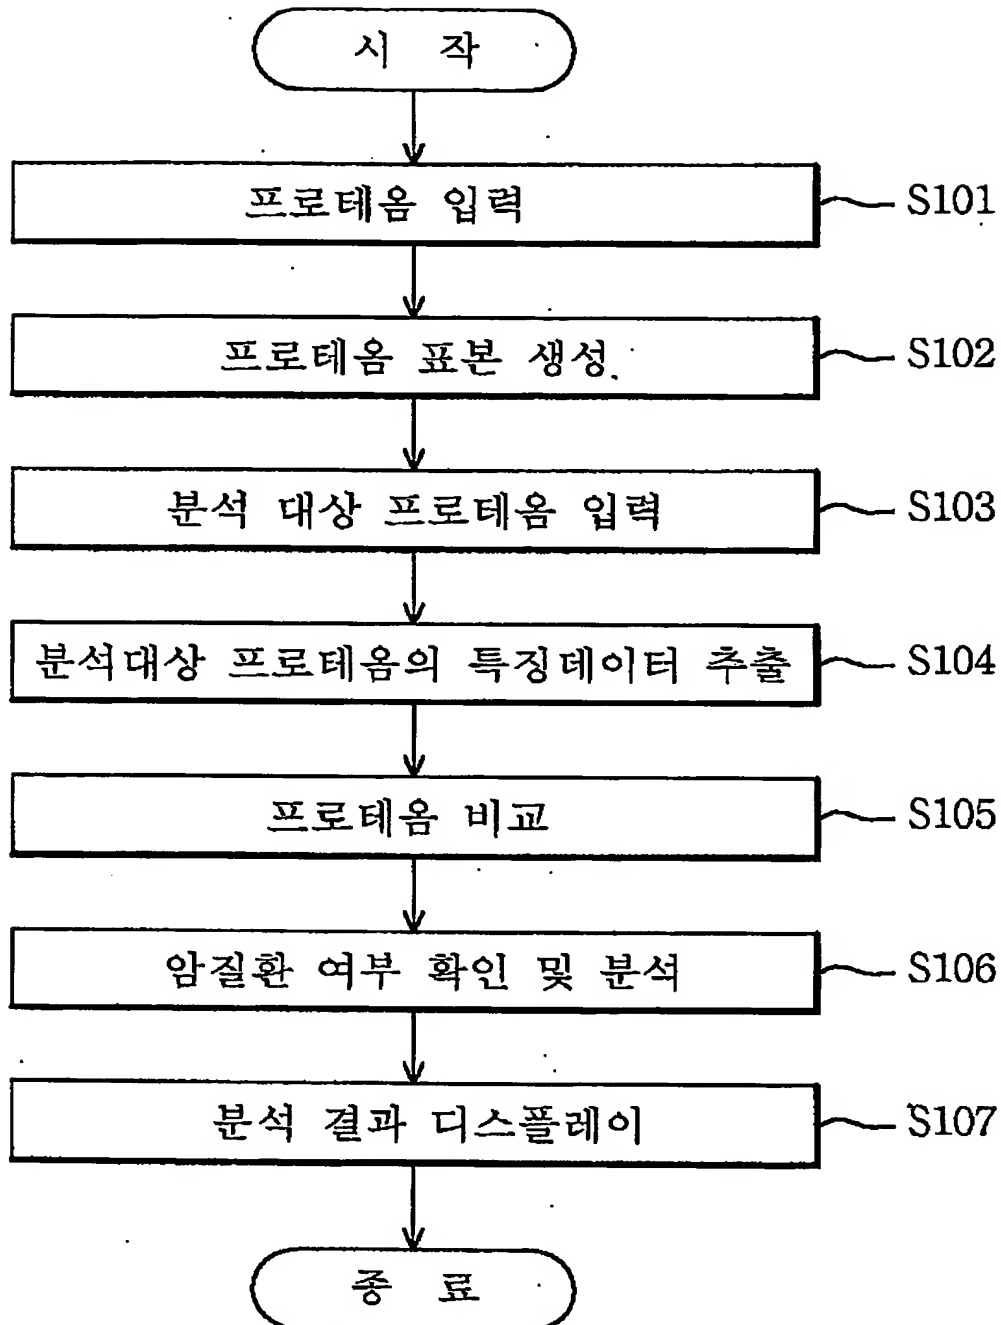 시 작
프로테옴 입력 S101
프로테옴 표본 생성 S102
분석 대상 프로테옴 입력 S103
분석대상 프로테옴의 특징데이터 추출 S104
프로테옴 비교 S105
암질환 여부 확인 및 분석 S106
분석 결과 디스플레이 S107
종 료